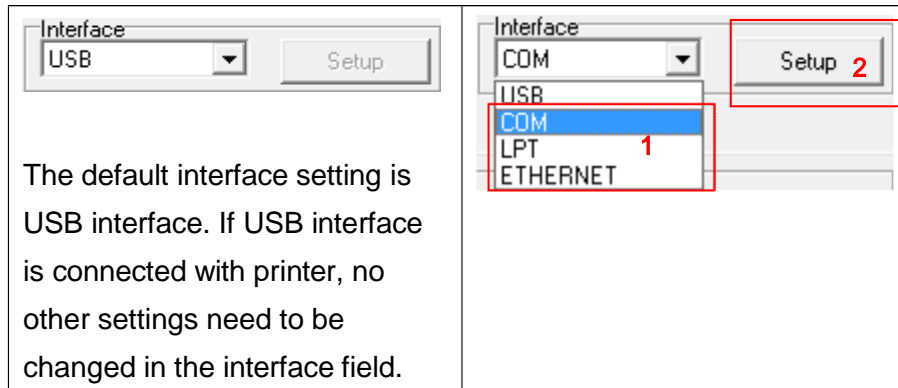 Interface
USB
Setup
The default interface setting is
USB interface. If USB interface
is connected with printer, no
other settings need to be
changed in the interface field.
Interface
COM
Setup 2
USB
COM
LPT 1
ETHERNET